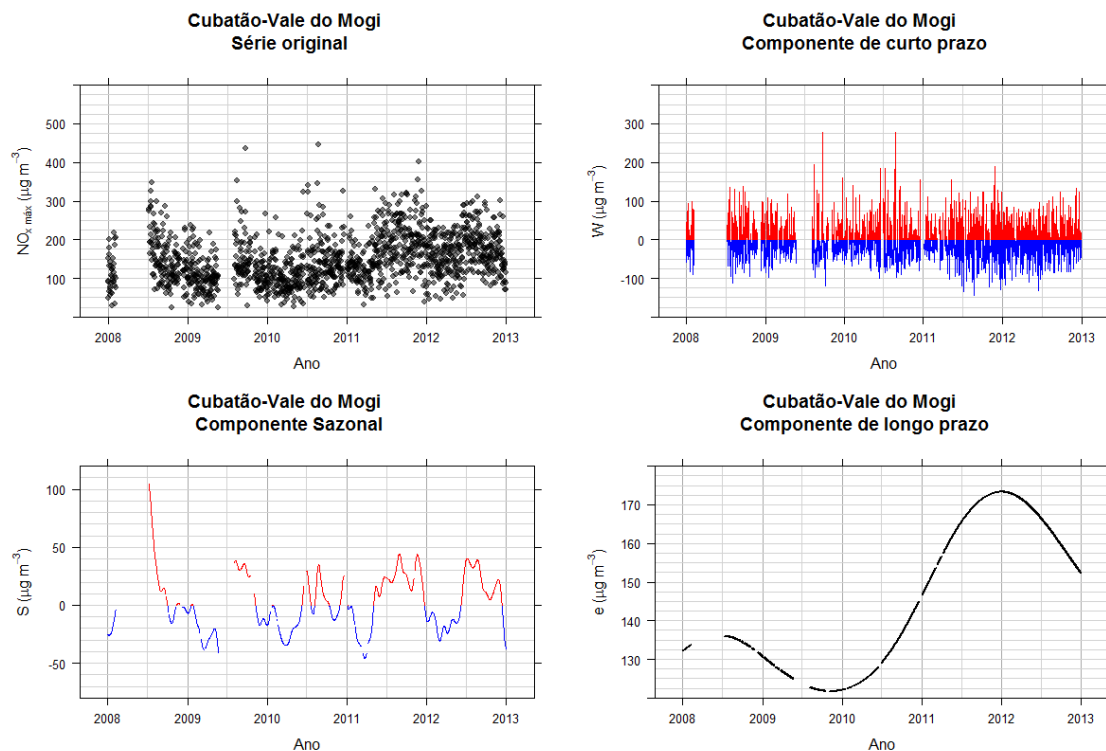 Cubatão-Vale do Mogi
Série original
500
400
300
200
100
NOx máx (µg m⁻³)
2008 2009 2010 2011 2012 2013
Ano
Cubatão-Vale do Mogi
Componente de curto prazo
300
200
100
0
-100
W (µg m⁻³)
2008 2009 2010 2011 2012 2013
Ano
Cubatão-Vale do Mogi
Componente Sazonal
100
50
0
-50
S (µg m⁻³)
2008 2009 2010 2011 2012 2013
Ano
Cubatão-Vale do Mogi
Componente de longo prazo
170
160
150
140
130
e (µg m⁻³)
2008 2009 2010 2011 2012 2013
Ano